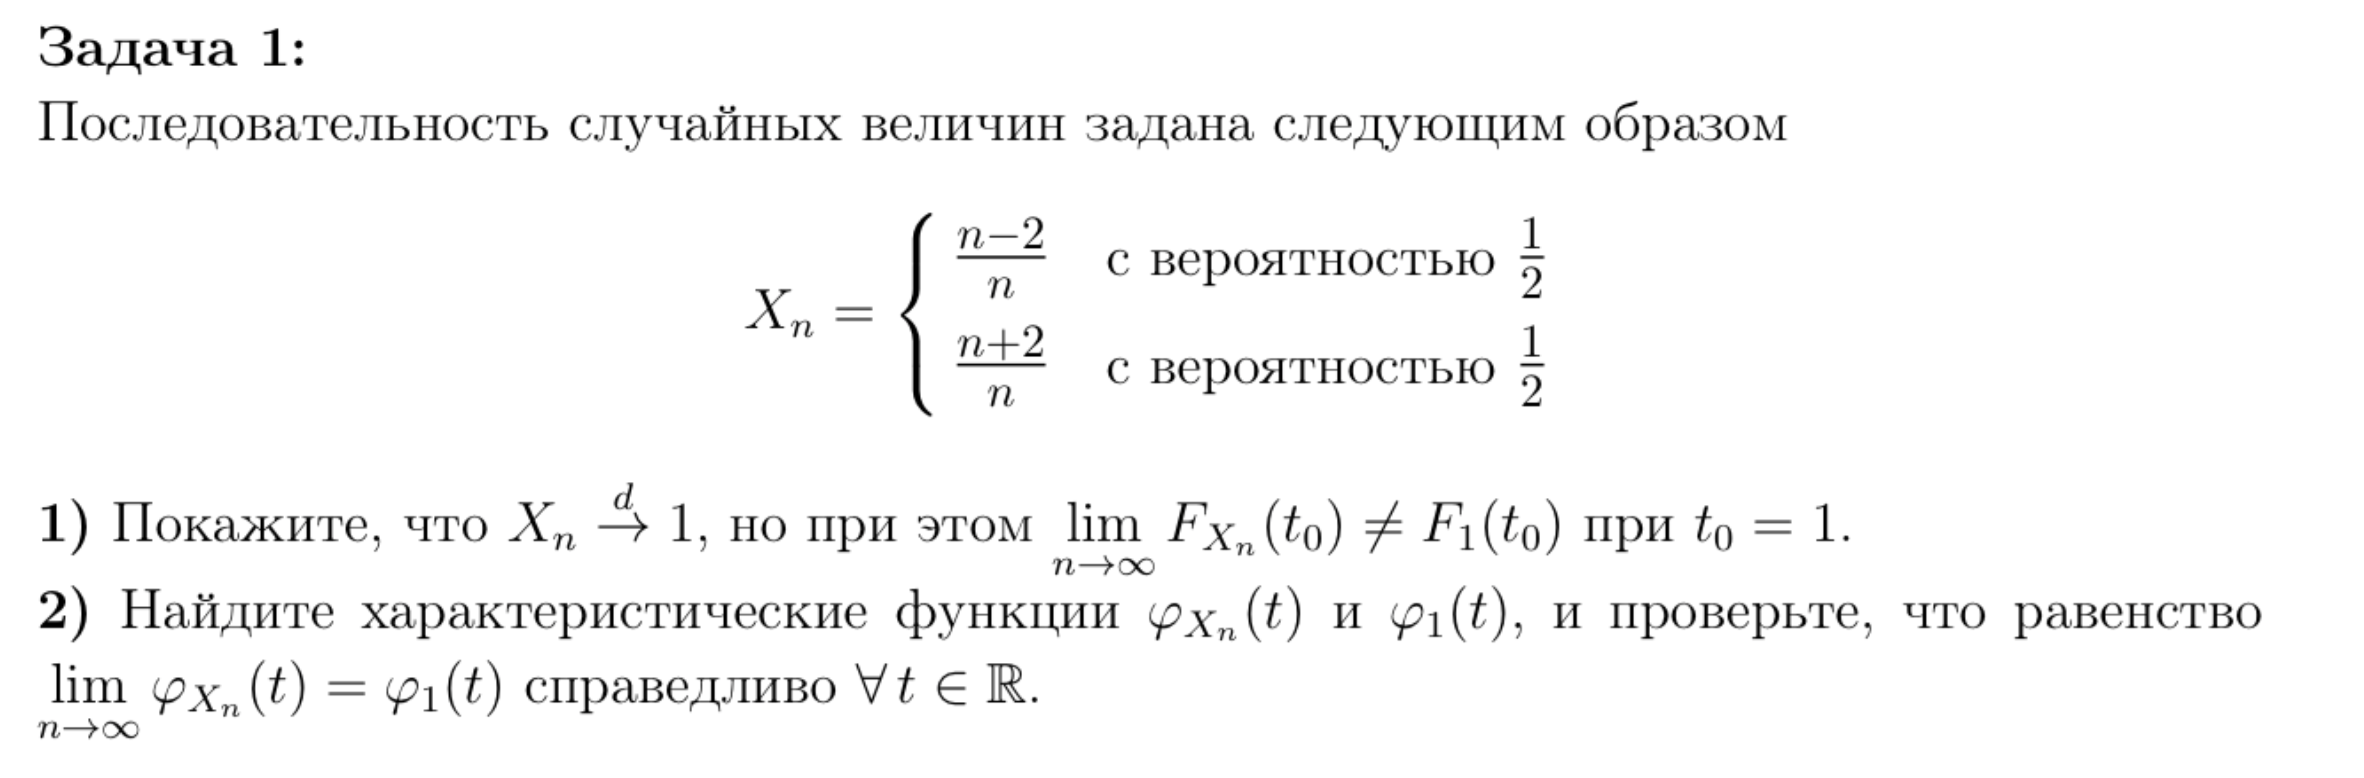 Задача 1:
Последовательность случайных величин задана следующим образом
$$X_n = \begin{cases} \frac{n-2}{n} & \text{с вероятностью } \frac{1}{2} \\ \frac{n+2}{n} & \text{с вероятностью } \frac{1}{2} \end{cases}$$
1) Покажите, что $X_n \xrightarrow{d} 1$, но при этом $\lim\limits_{n\to\infty} F_{X_n}(t_0) \neq F_1(t_0)$ при $t_0 = 1$.
2) Найдите характеристические функции $\varphi_{X_n}(t)$ и $\varphi_1(t)$, и проверьте, что равенство
$\lim\limits_{n\to\infty} \varphi_{X_n}(t) = \varphi_1(t)$ справедливо $\forall\, t \in \mathbb{R}$.